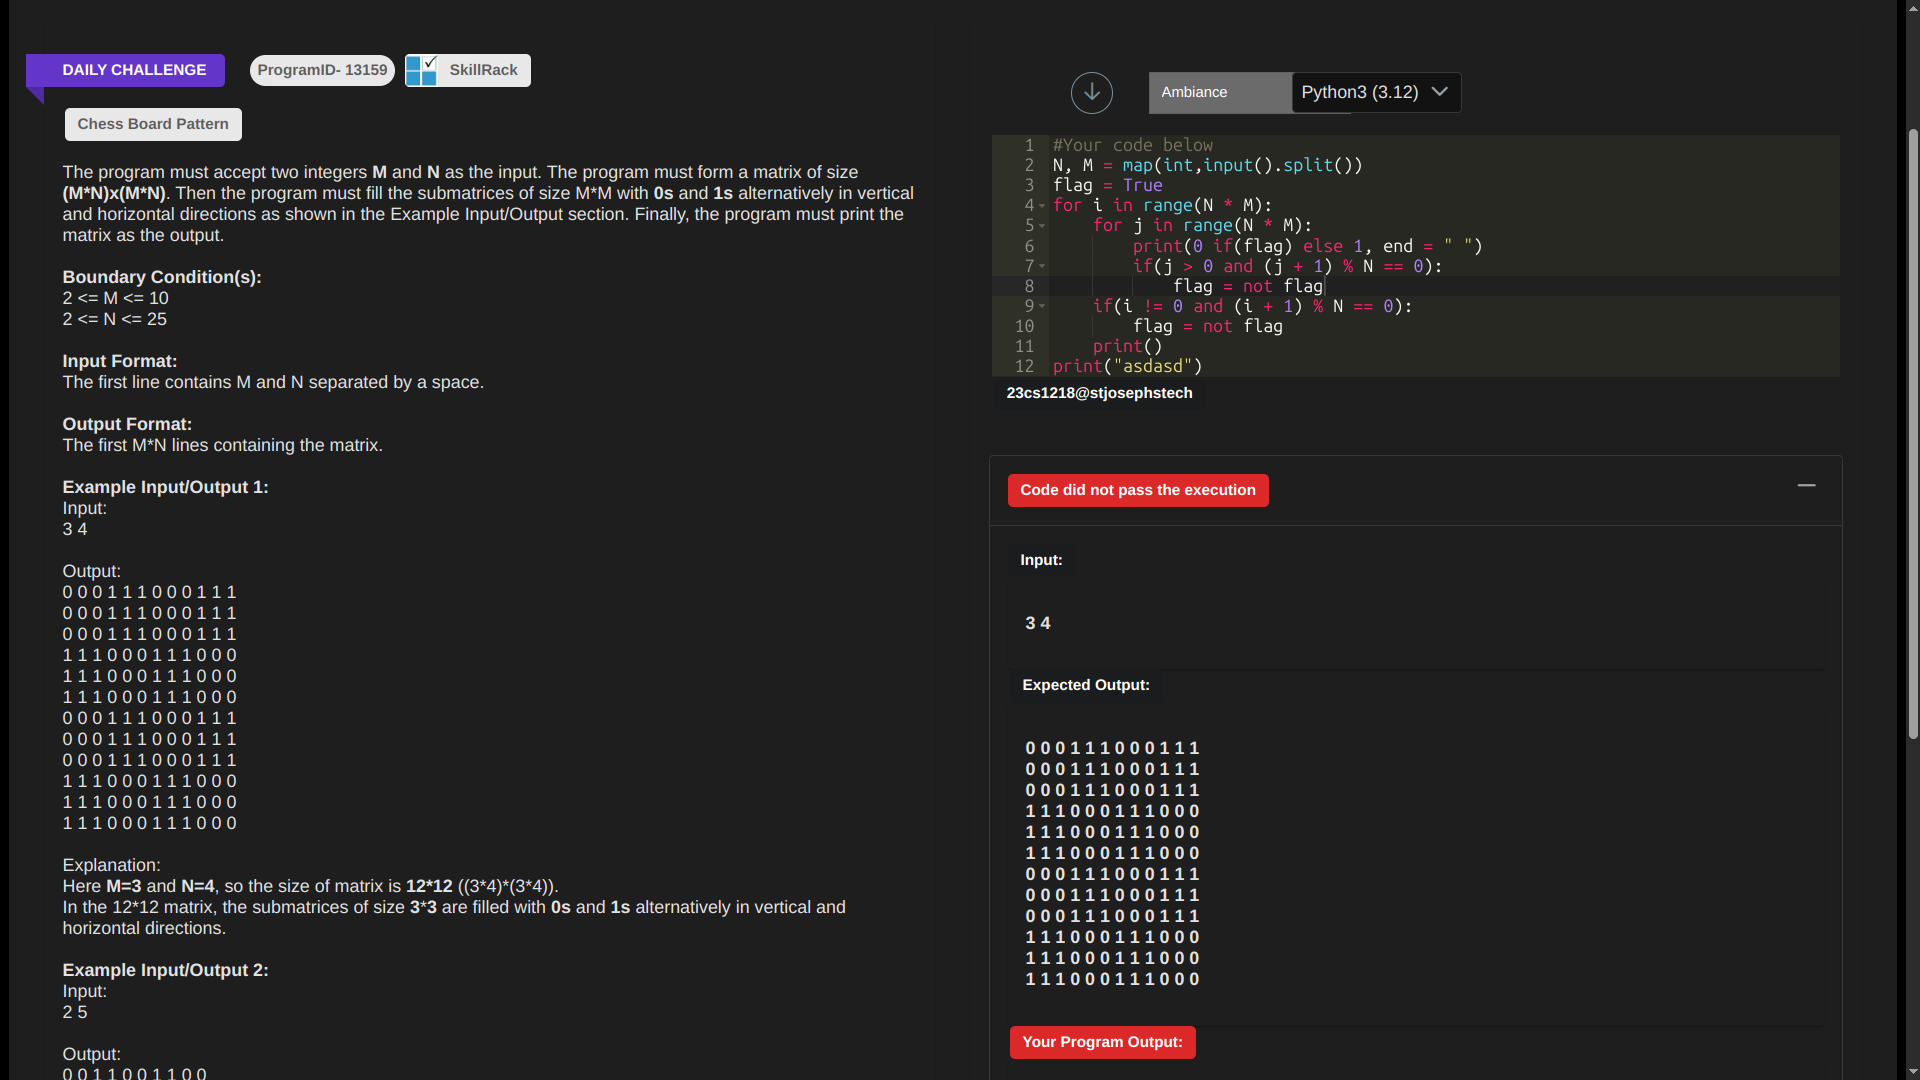 DAILY CHALLENGE
ProgramID- 13159
SkillRack
Chess Board Pattern
The program must accept two integers M and N as the input. The program must form a matrix of size
(M*N)x(M*N). Then the program must fill the submatrices of size M*M with 0s and 1s alternatively in vertical
and horizontal directions as shown in the Example Input/Output section. Finally, the program must print the
matrix as the output.
Boundary Condition(s):
2 <= M <= 10
2 <= N <= 25
Input Format:
The first line contains M and N separated by a space.
Output Format:
The first M*N lines containing the matrix.
Example Input/Output 1:
Input:
3 4
Output:
0 0 0 1 1 1 0 0 0 1 1 1
0 0 0 1 1 1 0 0 0 1 1 1
0 0 0 1 1 1 0 0 0 1 1 1
1 1 1 0 0 0 1 1 1 0 0 0
1 1 1 0 0 0 1 1 1 0 0 0
1 1 1 0 0 0 1 1 1 0 0 0
0 0 0 1 1 1 0 0 0 1 1 1
0 0 0 1 1 1 0 0 0 1 1 1
0 0 0 1 1 1 0 0 0 1 1 1
1 1 1 0 0 0 1 1 1 0 0 0
1 1 1 0 0 0 1 1 1 0 0 0
1 1 1 0 0 0 1 1 1 0 0 0
Explanation:
Here M=3 and N=4, so the size of matrix is 12*12 ((3*4)*(3*4)).
In the 12*12 matrix, the submatrices of size 3*3 are filled with 0s and 1s alternatively in vertical and
horizontal directions.
Example Input/Output 2:
Input:
2 5
Output:
0 0 1 1 0 0 1 1 0 0
Ambiance
Python3 (3.12)
1 #Your code below
2 N, M = map(int,input().split())
3 flag = True
4 for i in range(N * M):
5     for j in range(N * M):
6         print(0 if(flag) else 1, end = " ")
7         if(j > 0 and (j + 1) % N == 0):
8             flag = not flag
9     if(i != 0 and (i + 1) % N == 0):
10         flag = not flag
11     print()
12 print("asdasd")
23cs1218@stjosephstech
Code did not pass the execution
Input:
3 4
Expected Output:
0 0 0 1 1 1 0 0 0 1 1 1
0 0 0 1 1 1 0 0 0 1 1 1
0 0 0 1 1 1 0 0 0 1 1 1
1 1 1 0 0 0 1 1 1 0 0 0
1 1 1 0 0 0 1 1 1 0 0 0
1 1 1 0 0 0 1 1 1 0 0 0
0 0 0 1 1 1 0 0 0 1 1 1
0 0 0 1 1 1 0 0 0 1 1 1
0 0 0 1 1 1 0 0 0 1 1 1
1 1 1 0 0 0 1 1 1 0 0 0
1 1 1 0 0 0 1 1 1 0 0 0
1 1 1 0 0 0 1 1 1 0 0 0
Your Program Output: